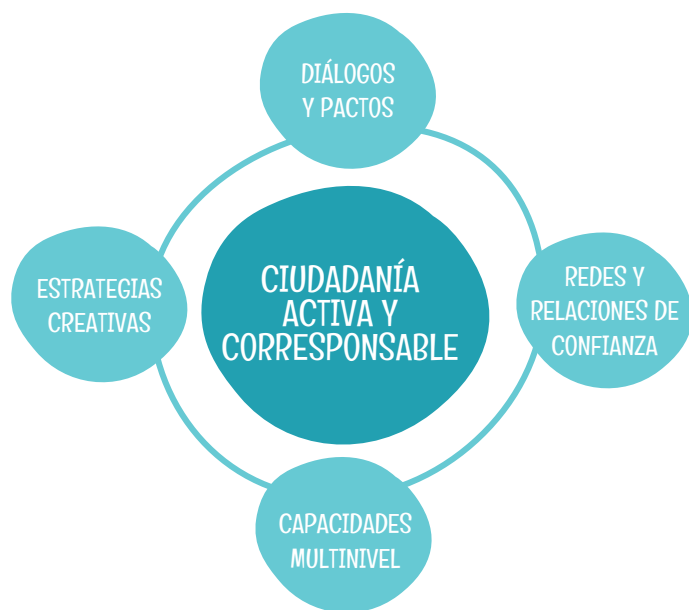 DIÁLOGOS
Y PACTOS
ESTRATEGIAS
CREATIVAS
CIUDADANÍA
ACTIVA Y
CORRESPONSABLE
REDES Y
RELACIONES DE
CONFIANZA
CAPACIDADES
MULTINIVEL